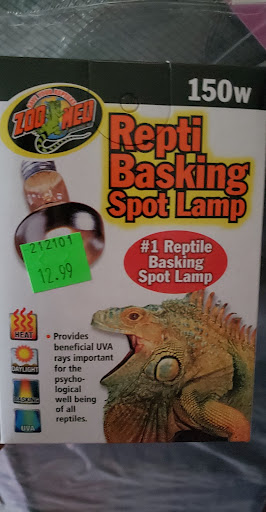 150W
ZOO MED
Repti
Basking
Spot Lamp
212101
12.99
#1 Reptile
Basking
Spot Lamp
HEAT
DAYLIGHT
BASKING
UVA
• Provides
beneficial UVA
rays important
for the
psycho-
logical
well being
of all
reptiles.